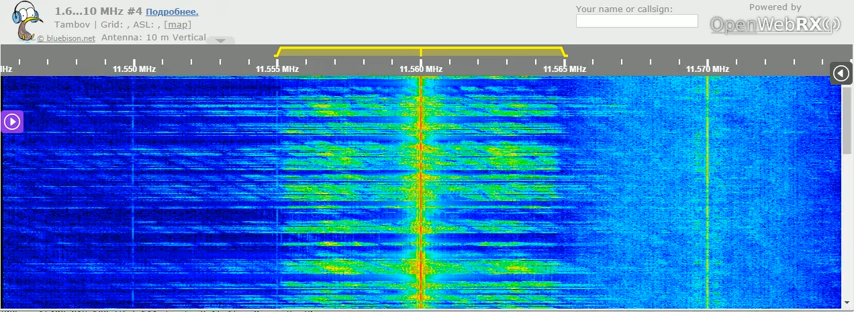 1.6...10 MHz #4 Подробнее.
Tambov | Grid: , ASL: , [map]
© bluebison.net Antenna: 10 m Vertical
Your name or callsign:
Powered by
OpenWebRX
Hz 11.550 MHz 11.555 MHz 11.560 MHz 11.565 MHz 11.570 MHz